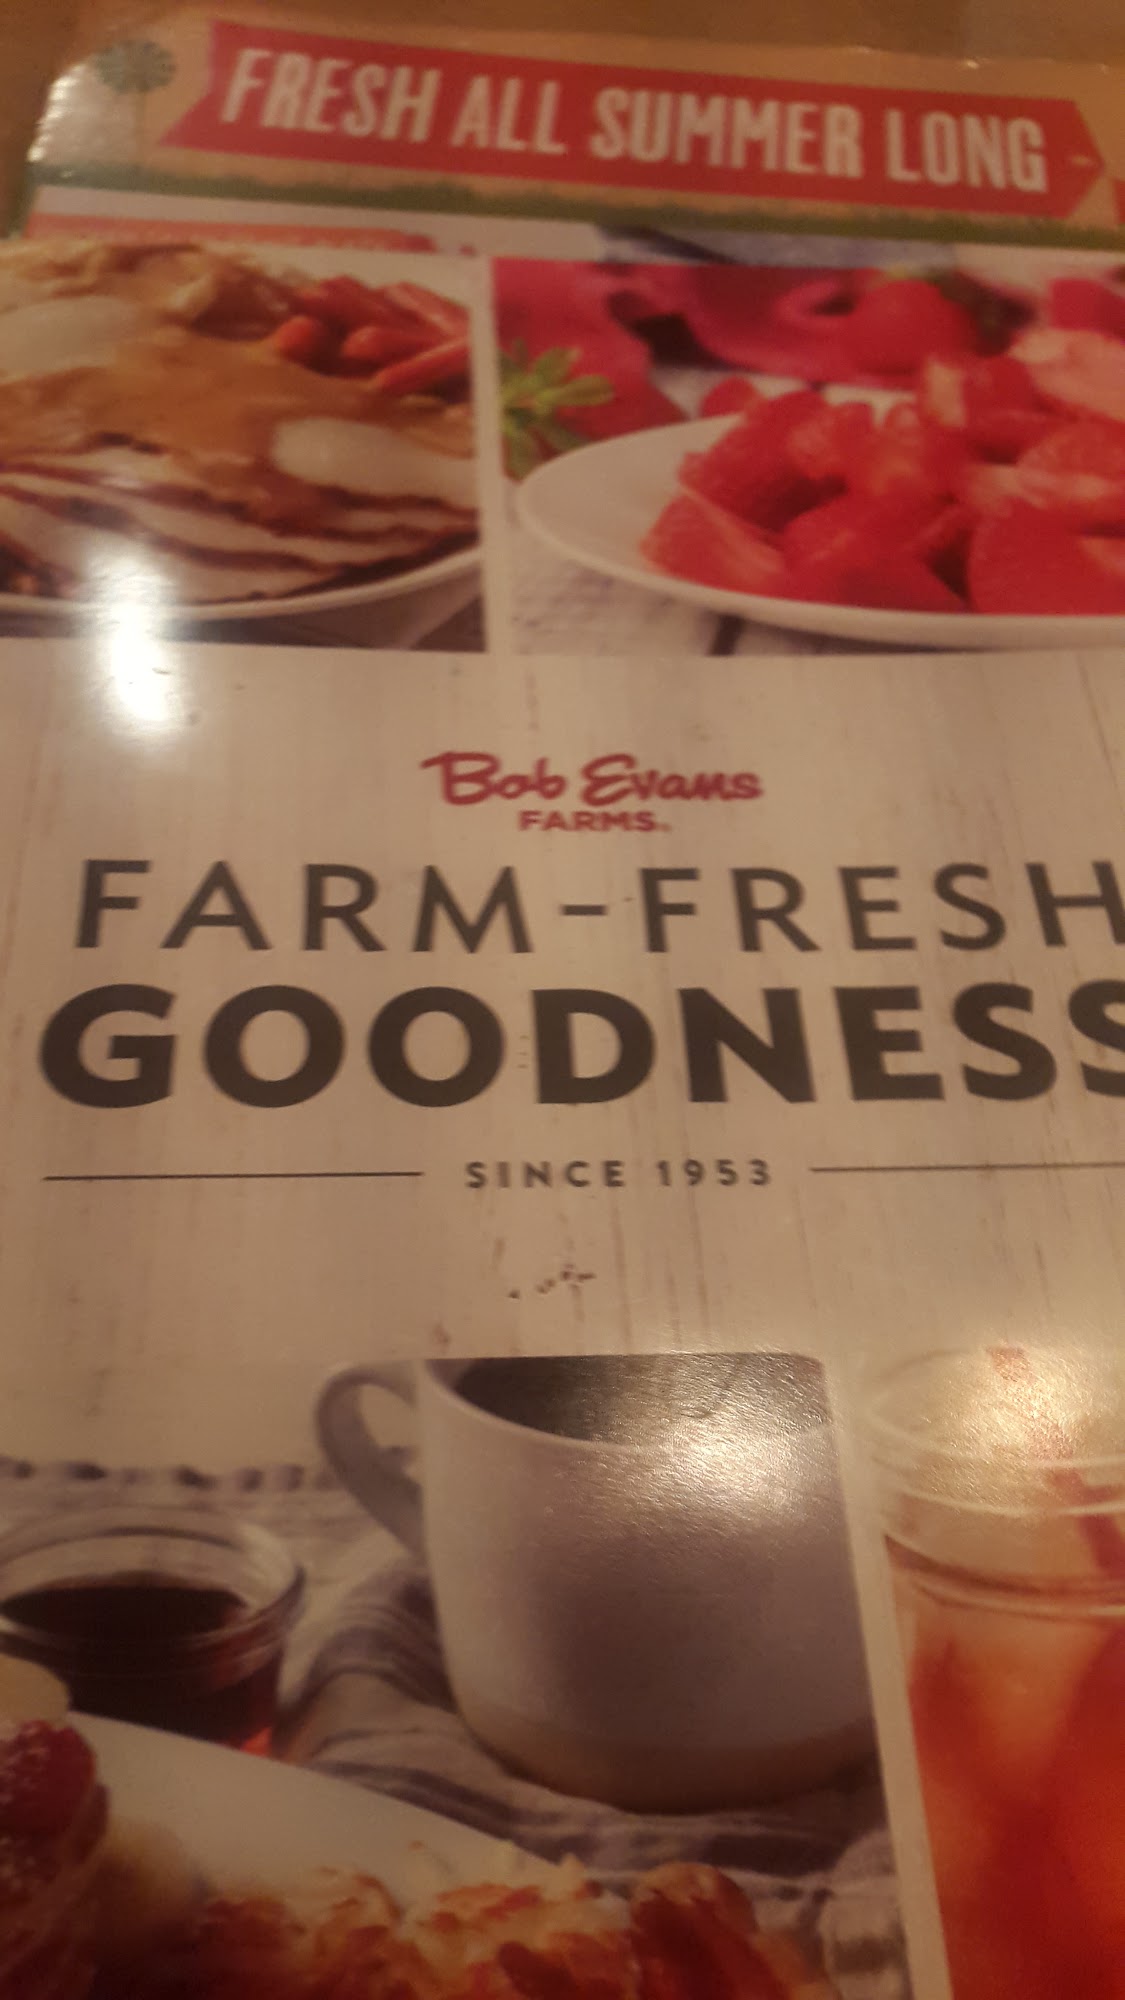 FRESH ALL SUMMER LONG
Bob Evans
FARMS.
FARM-FRESH
GOODNESS
SINCE 1953